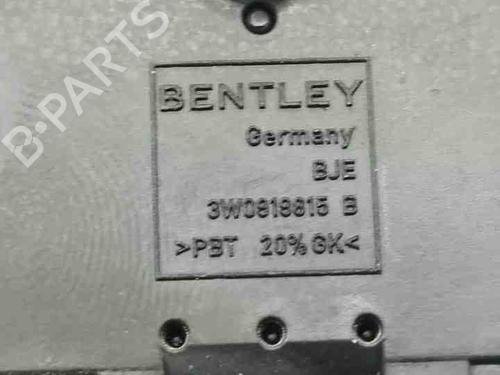 B-PARTS
BENTLEY
Germany
BJE
3W0819815 B
>PBT 20% GK<